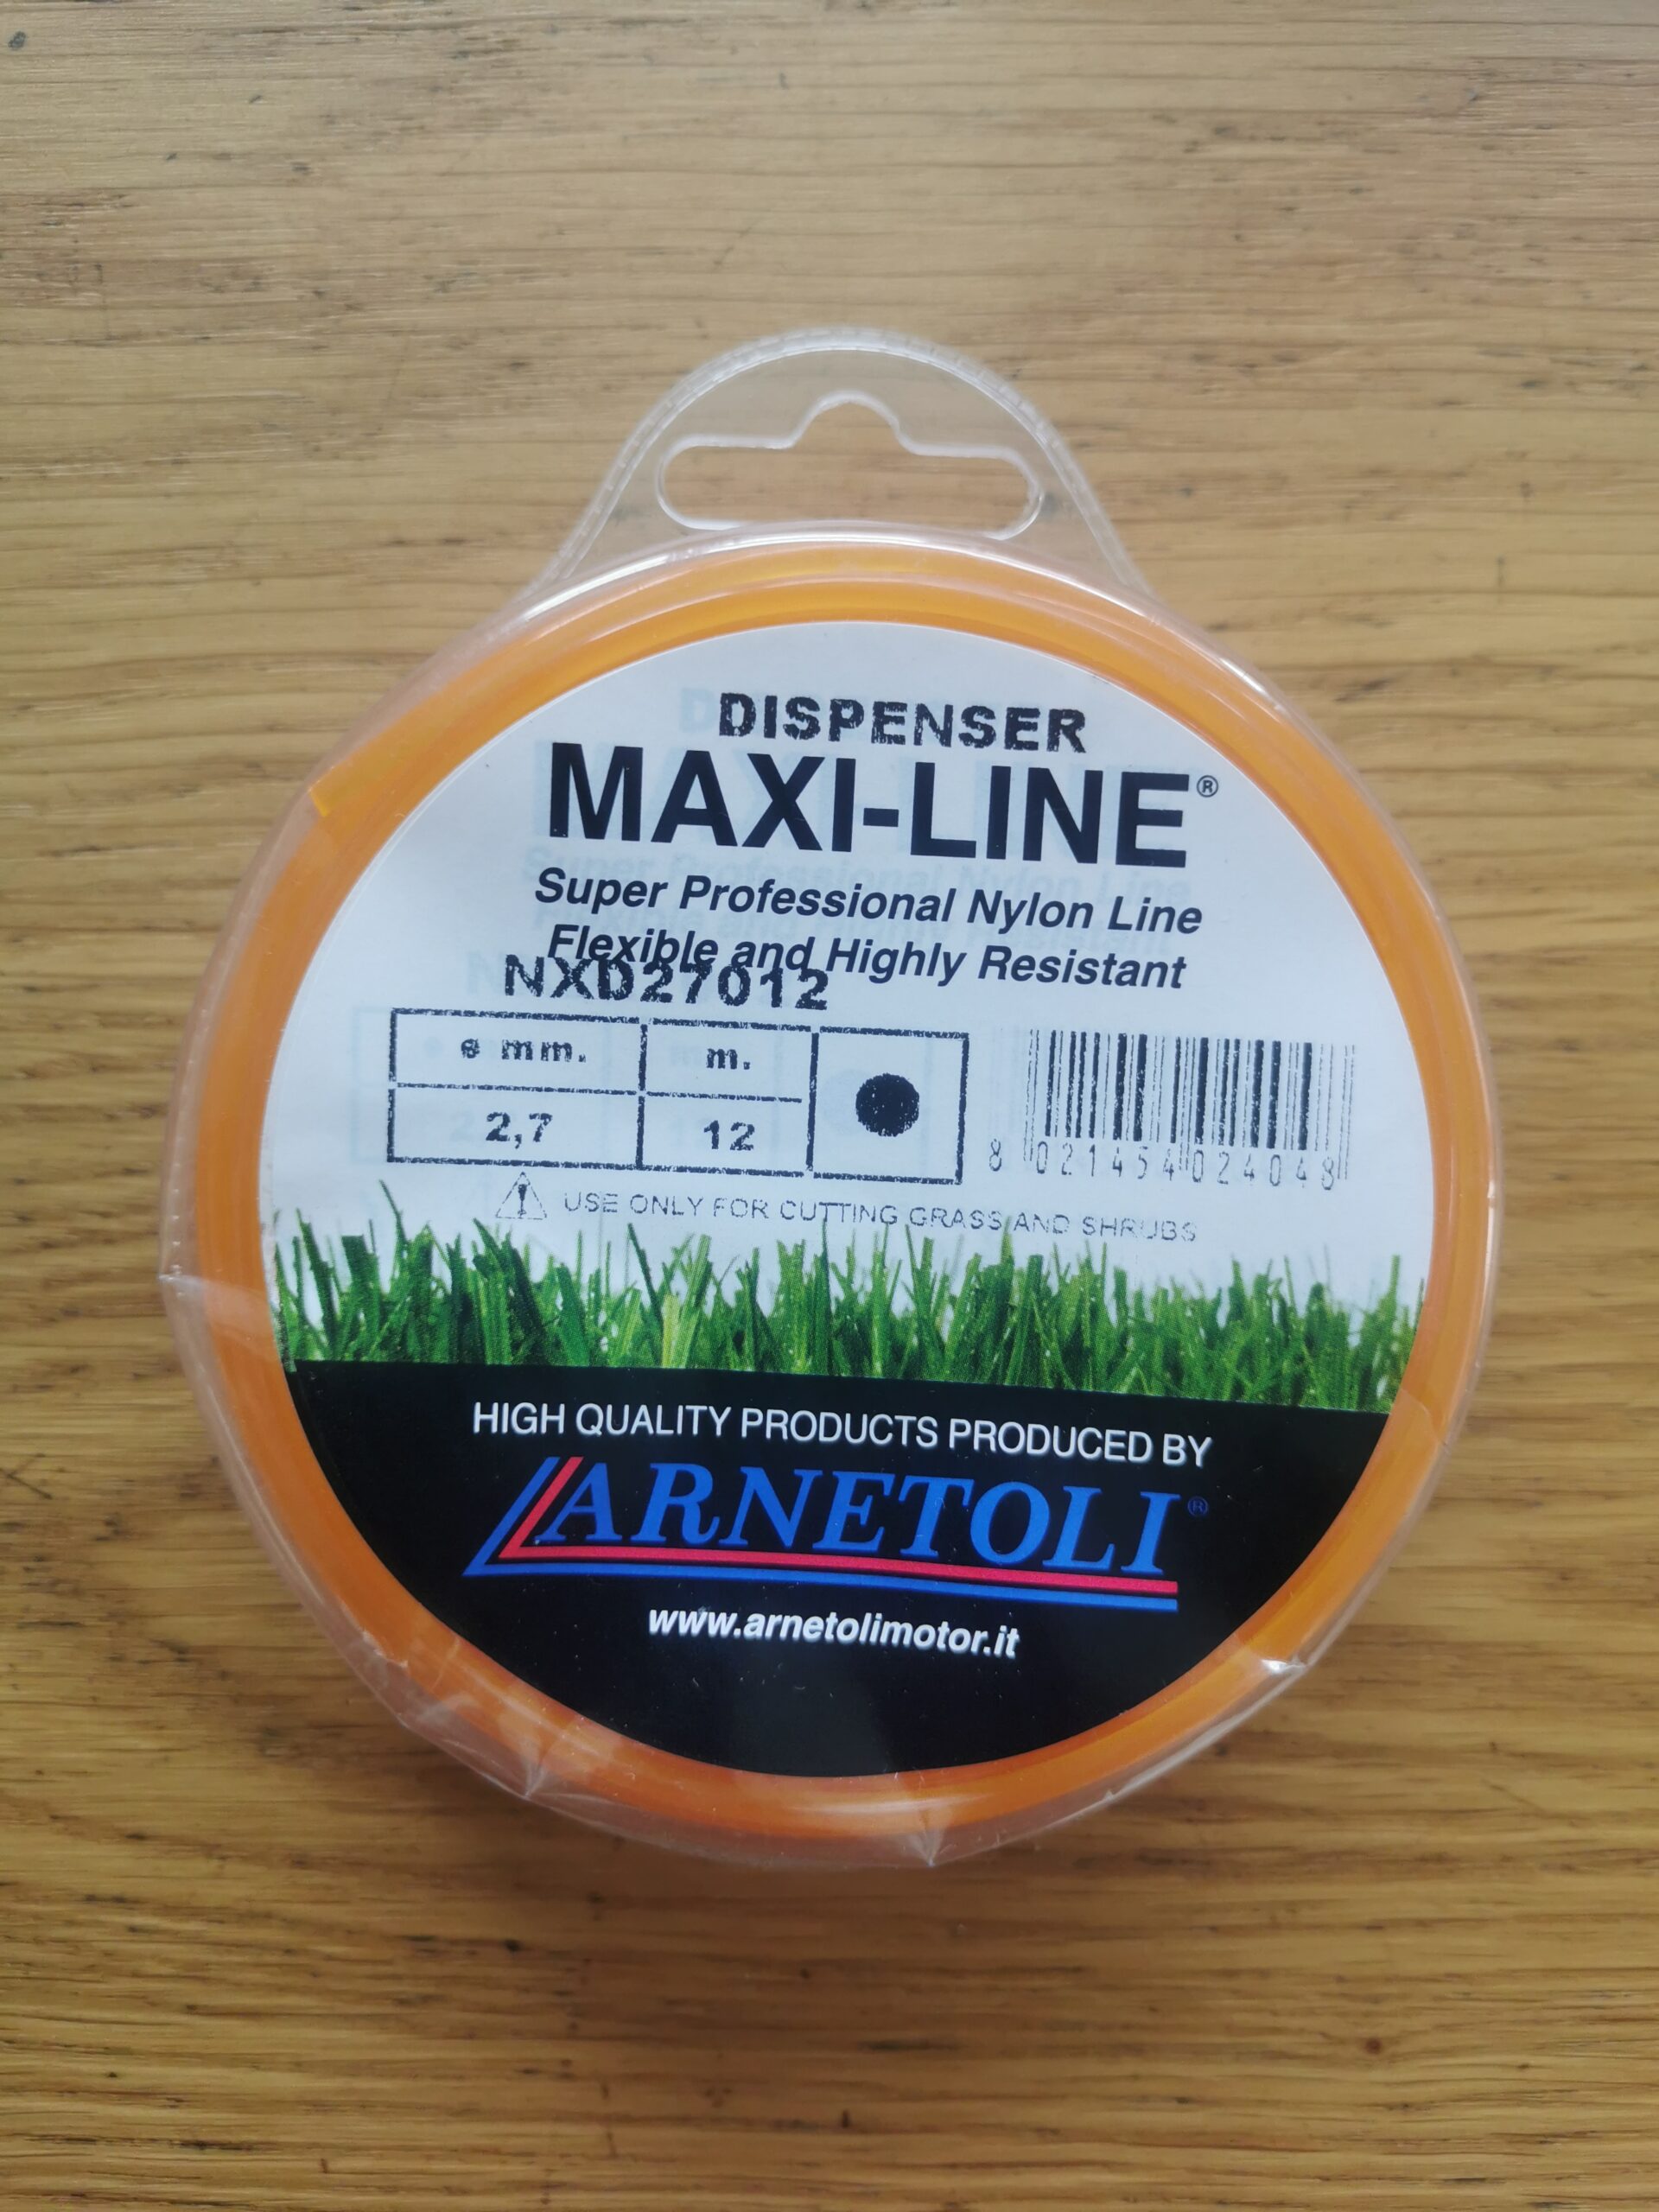 DISPENSER
MAXI-LINE®
Super Professional Nylon Line
Flexible and Highly Resistant
NXD27012
ø mm. m.
2,7 12
8 021454 024048
USE ONLY FOR CUTTING GRASS AND SHRUBS
HIGH QUALITY PRODUCTS PRODUCED BY
ARNETOLI®
www.arnetolimotor.it